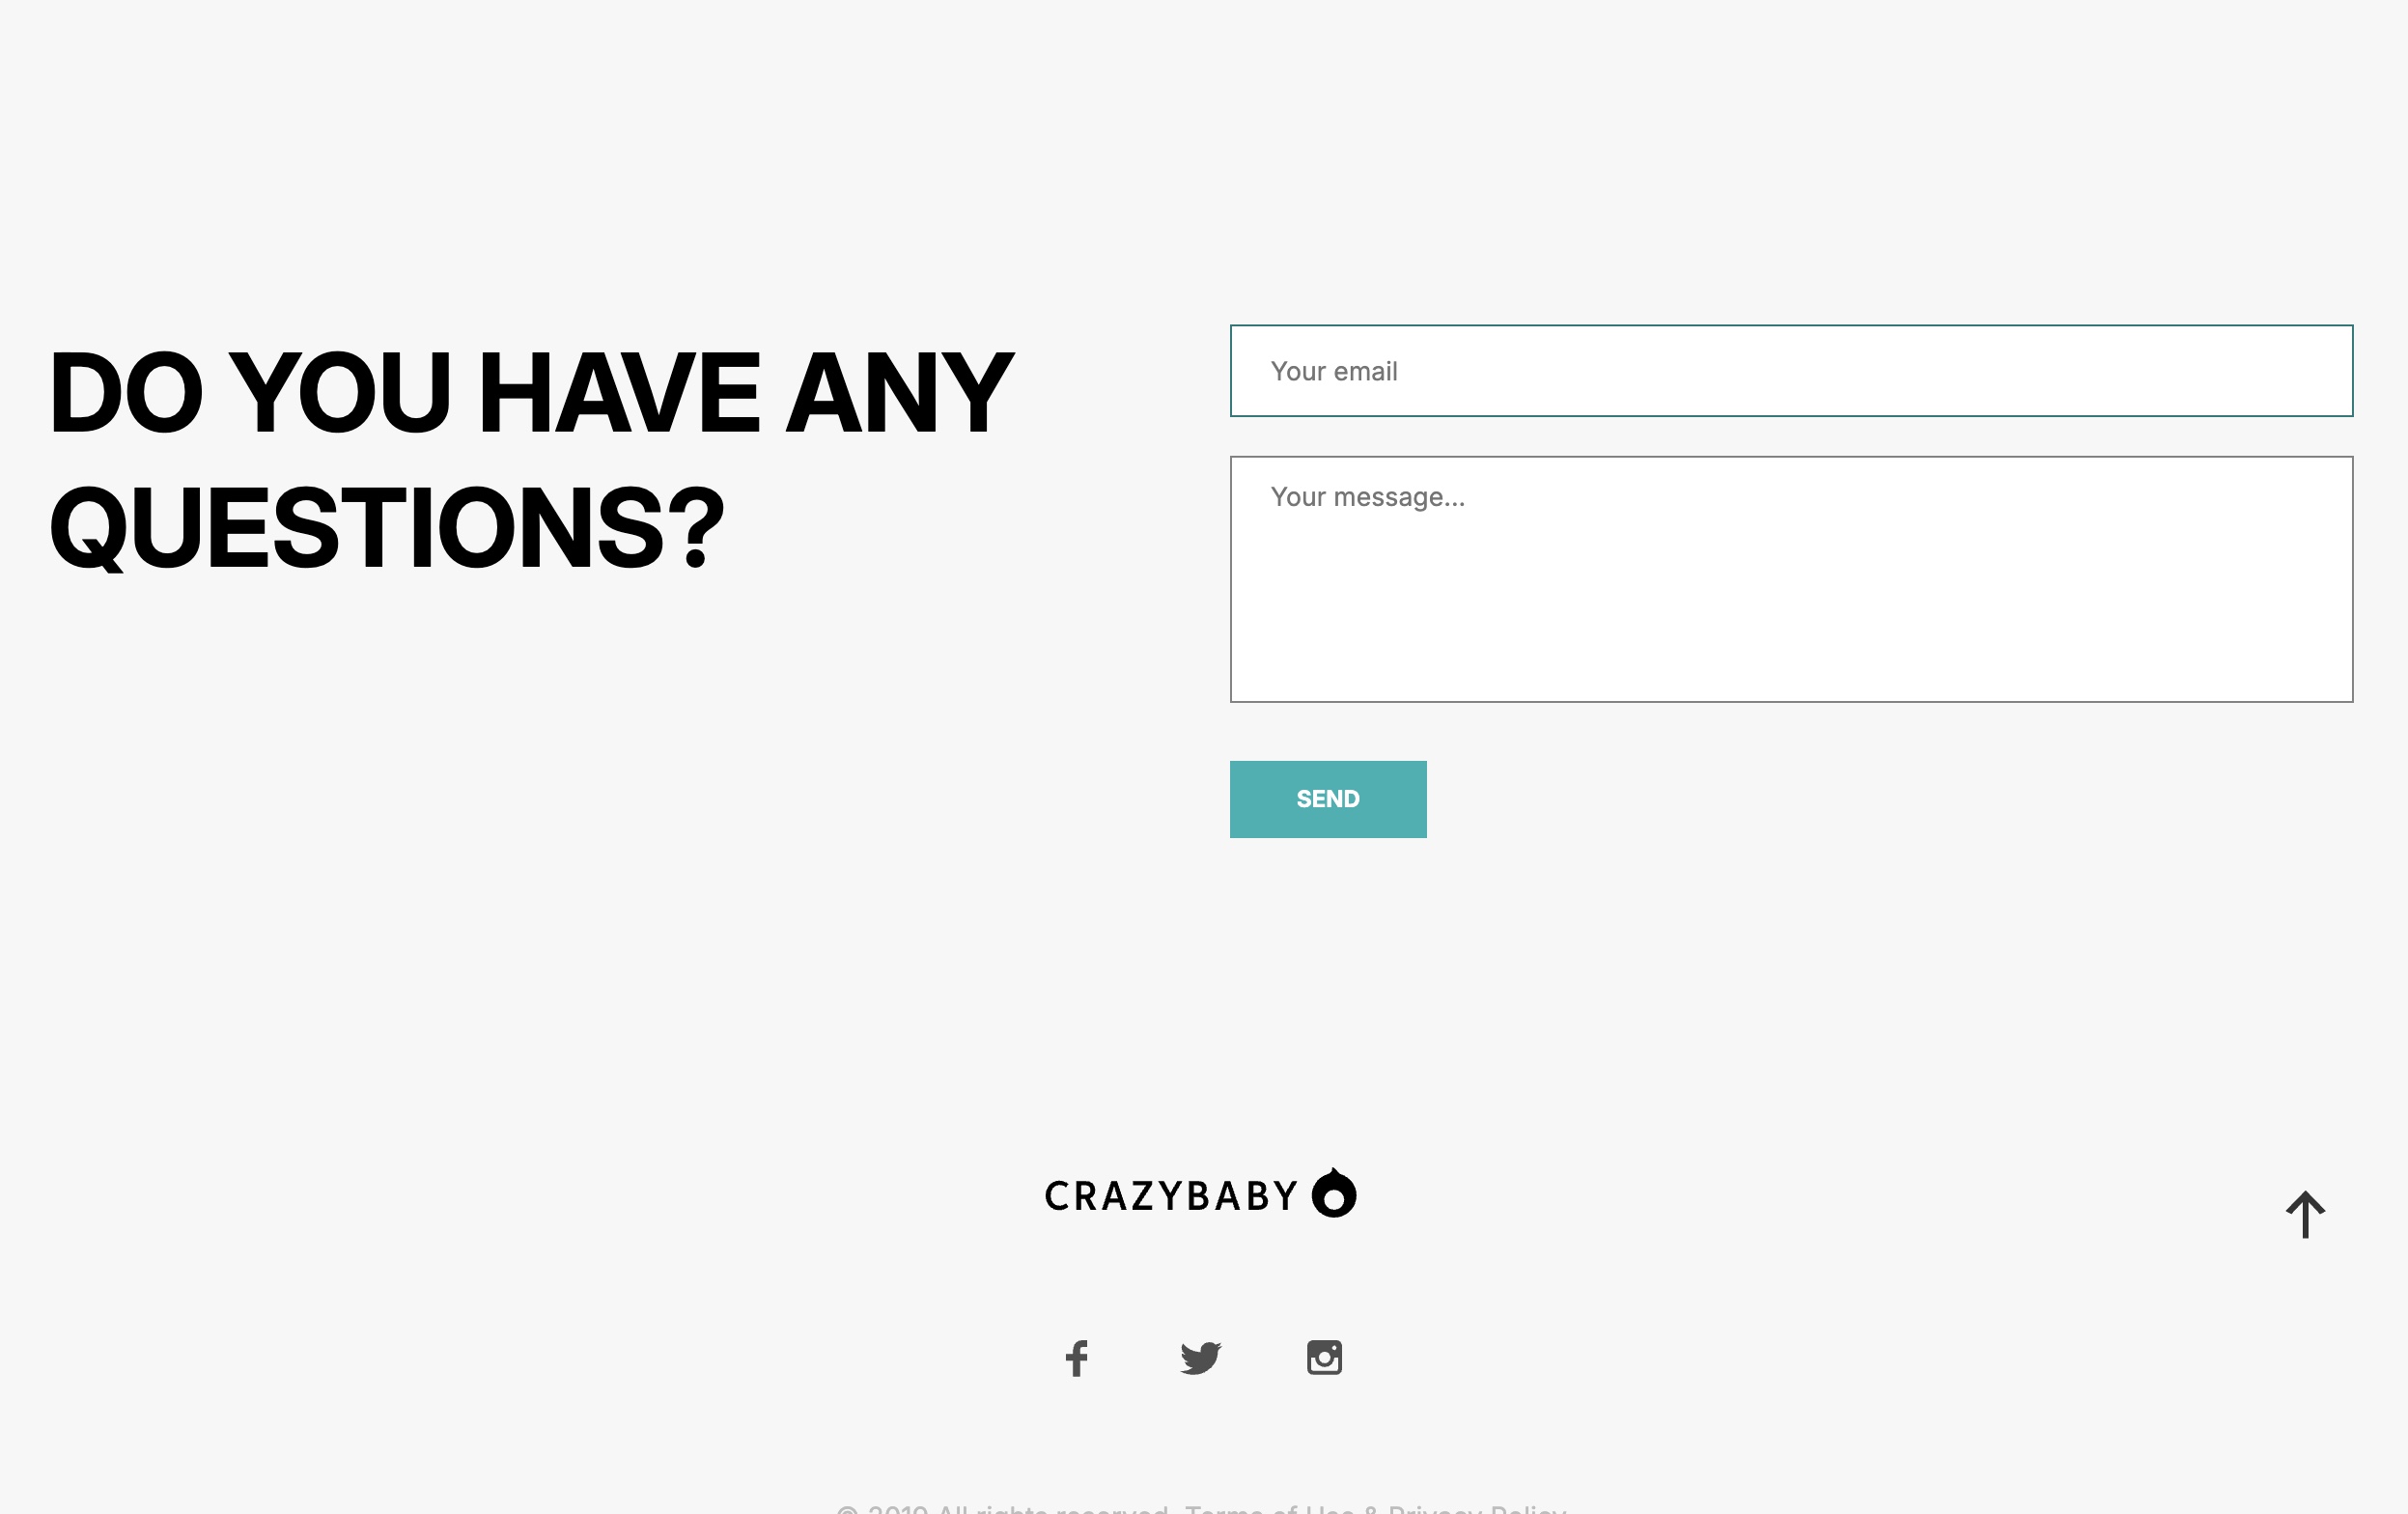 DO YOU HAVE ANY
QUESTIONS?
Your email
Your message...
SEND
CRAZYBABY
© 2019 All rights reserved. Terms of Use & Privacy Policy